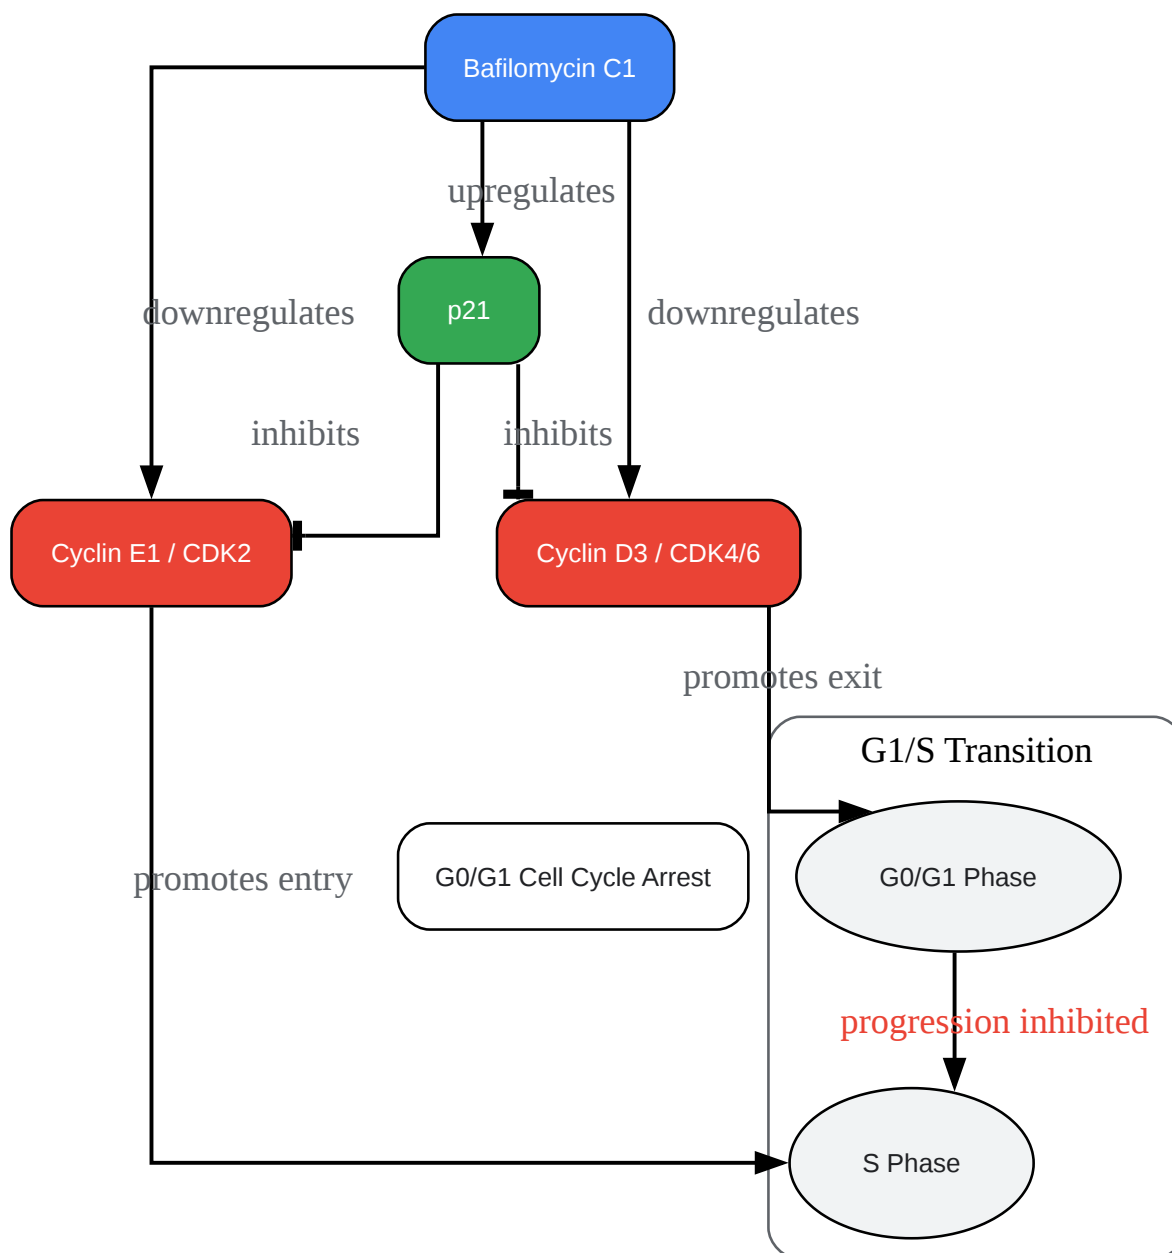 Bafilomycin C1
upregulates
p21
downregulates
downregulates
inhibits
inhibits
Cyclin E1 / CDK2
Cyclin D3 / CDK4/6
promotes exit
G1/S Transition
promotes entry
G0/G1 Cell Cycle Arrest
G0/G1 Phase
progression inhibited
S Phase